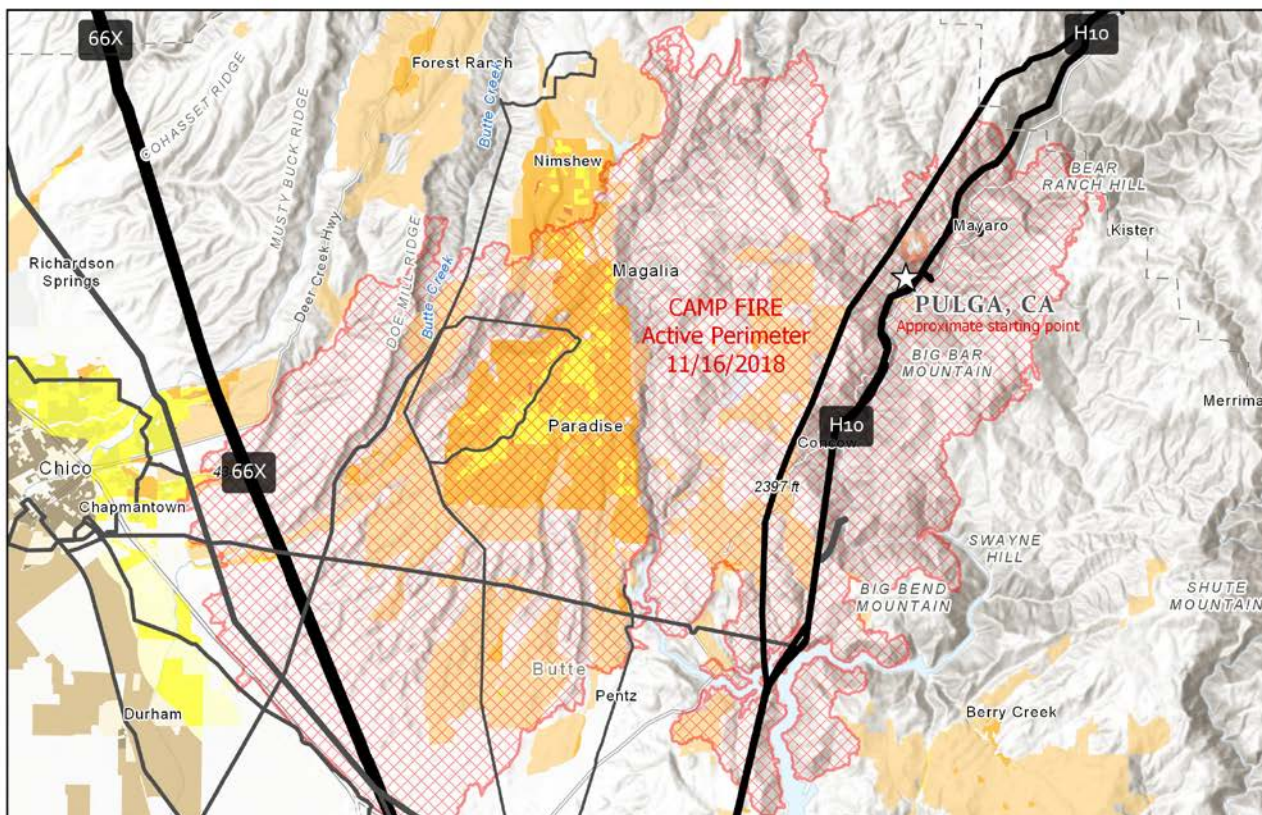 66X
H10
Forest Ranch
Butte Creek
COHASSET RIDGE
MUSTY BUCK RIDGE
Nimshew
BEAR
RANCH HILL
Deer Creek Hwy
DOE MILL RIDGE
Butte Creek
Mayaro
Kister
Richardson
Springs
Magalia
PULGA, CA
Approximate starting point
CAMP FIRE
Active Perimeter
11/16/2018
BIG BAR
MOUNTAIN
Merrima
Paradise
H10
Concow
Chico
66X
2397 ft
Chapmantown
SWAYNE
HILL
BIG BEND
MOUNTAIN
SHUTE
MOUNTAIN
Butte
Pentz
Durham
Berry Creek